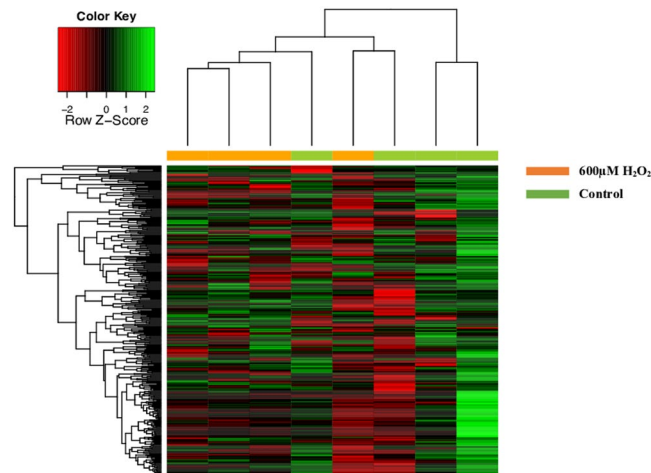 Color Key
−2 0 1 2
Row Z−Score
600μM H₂O₂
Control